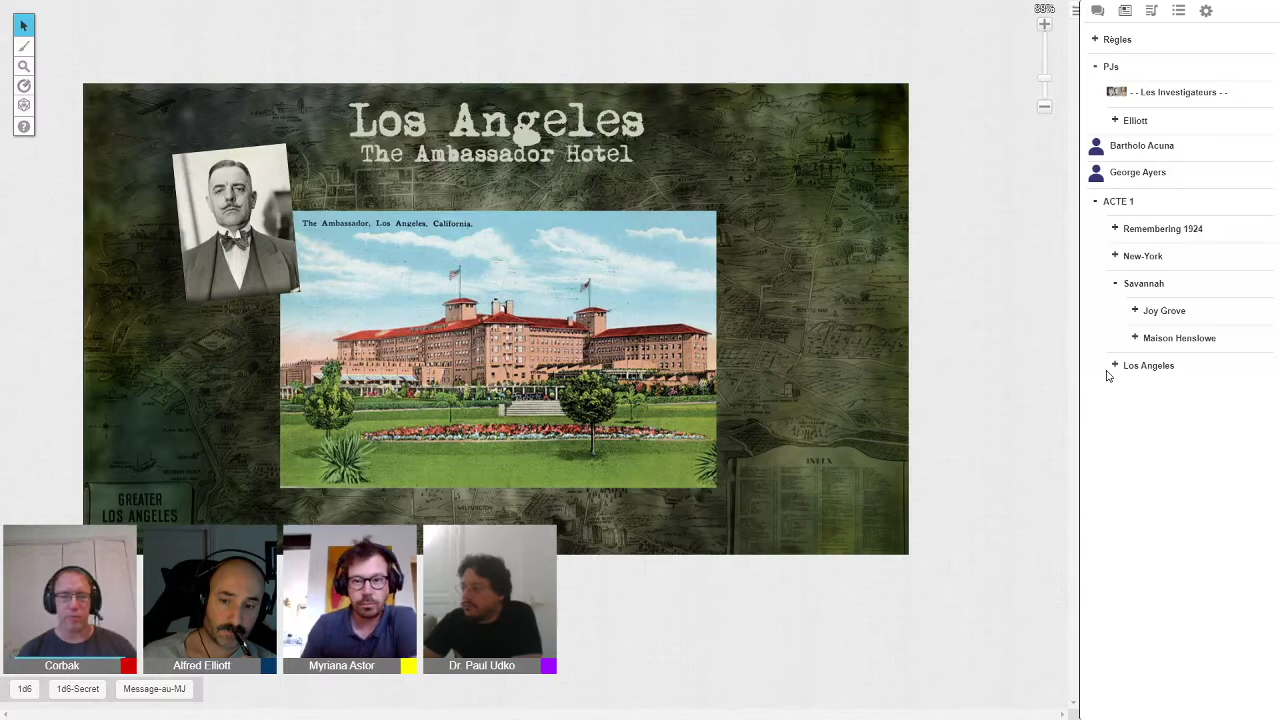 88%
Los Angeles
The Ambassador Hotel
The Ambassador, Los Angeles, California.
GREATER
LOS ANGELES
WILMINGTON
INDEX
Corbak
Alfred Elliott
Myriana Astor
Dr. Paul Udko
1d6
1d6-Secret
Message-au-MJ
Règles
PJs
- - Les Investigateurs - -
Elliott
Bartholo Acuna
George Ayers
ACTE 1
Remembering 1924
New-York
Savannah
Joy Grove
Maison Henslowe
Los Angeles